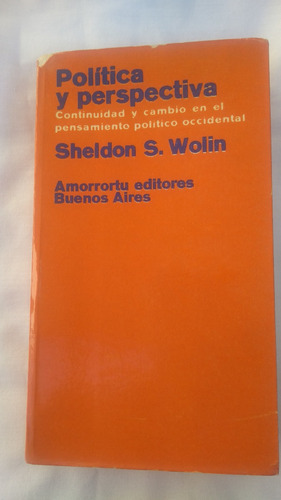 Política
y perspectiva
Continuidad y cambio en el
pensamiento político occidental
Sheldon S. Wolin
Amorrortu editores
Buenos Aires